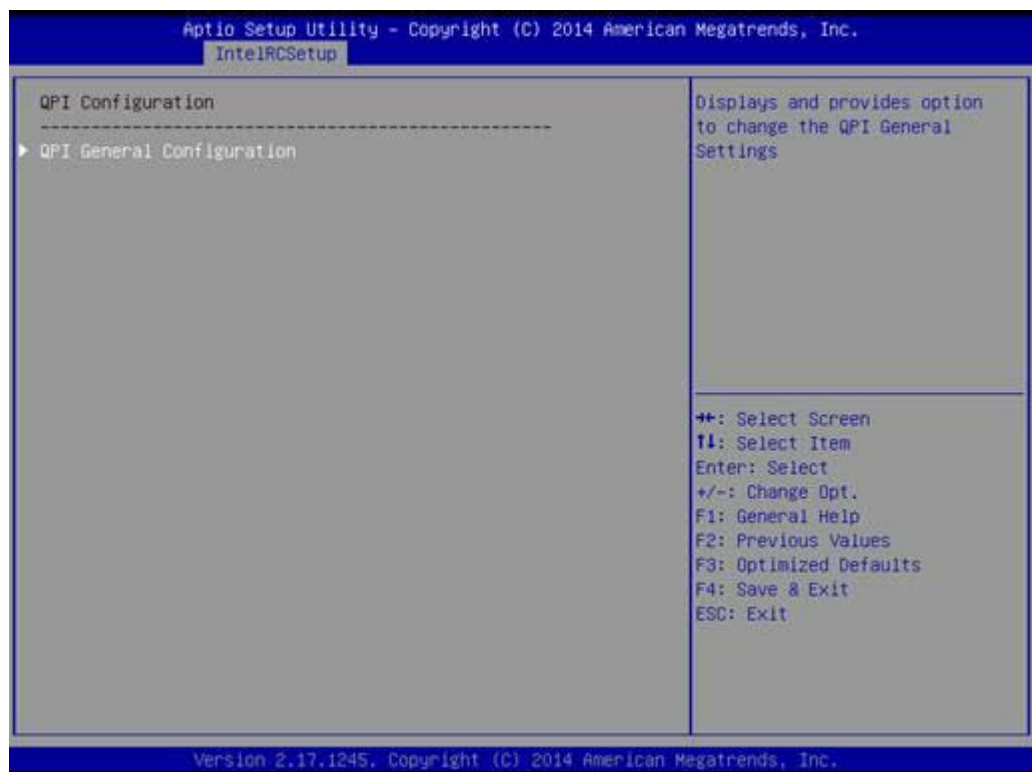 Aptio Setup Utility – Copyright (C) 2014 American Megatrends, Inc.
IntelRCSetup
QPI Configuration
--------------------------------------------------
▶ QPI General Configuration
Displays and provides option
to change the QPI General
Settings
→←: Select Screen
↑↓: Select Item
Enter: Select
+/-: Change Opt.
F1: General Help
F2: Previous Values
F3: Optimized Defaults
F4: Save & Exit
ESC: Exit
Version 2.17.1245. Copyright (C) 2014 American Megatrends, Inc.